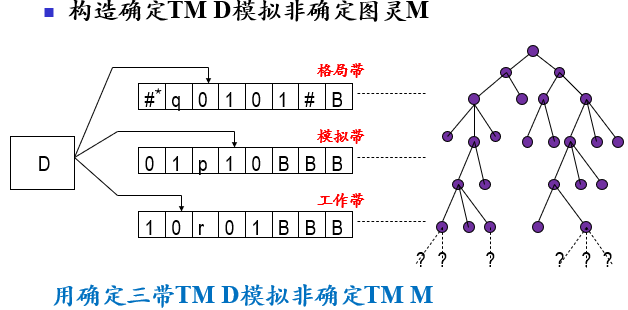 构造确定TM D模拟非确定图灵M
格局带
#* q 0 1 0 1 # B
模拟带
D
0 1 p 1 0 B B B
工作带
1 0 r 0 1 B B B
? ? ? ? ? ?
用确定三带TM D模拟非确定TM M